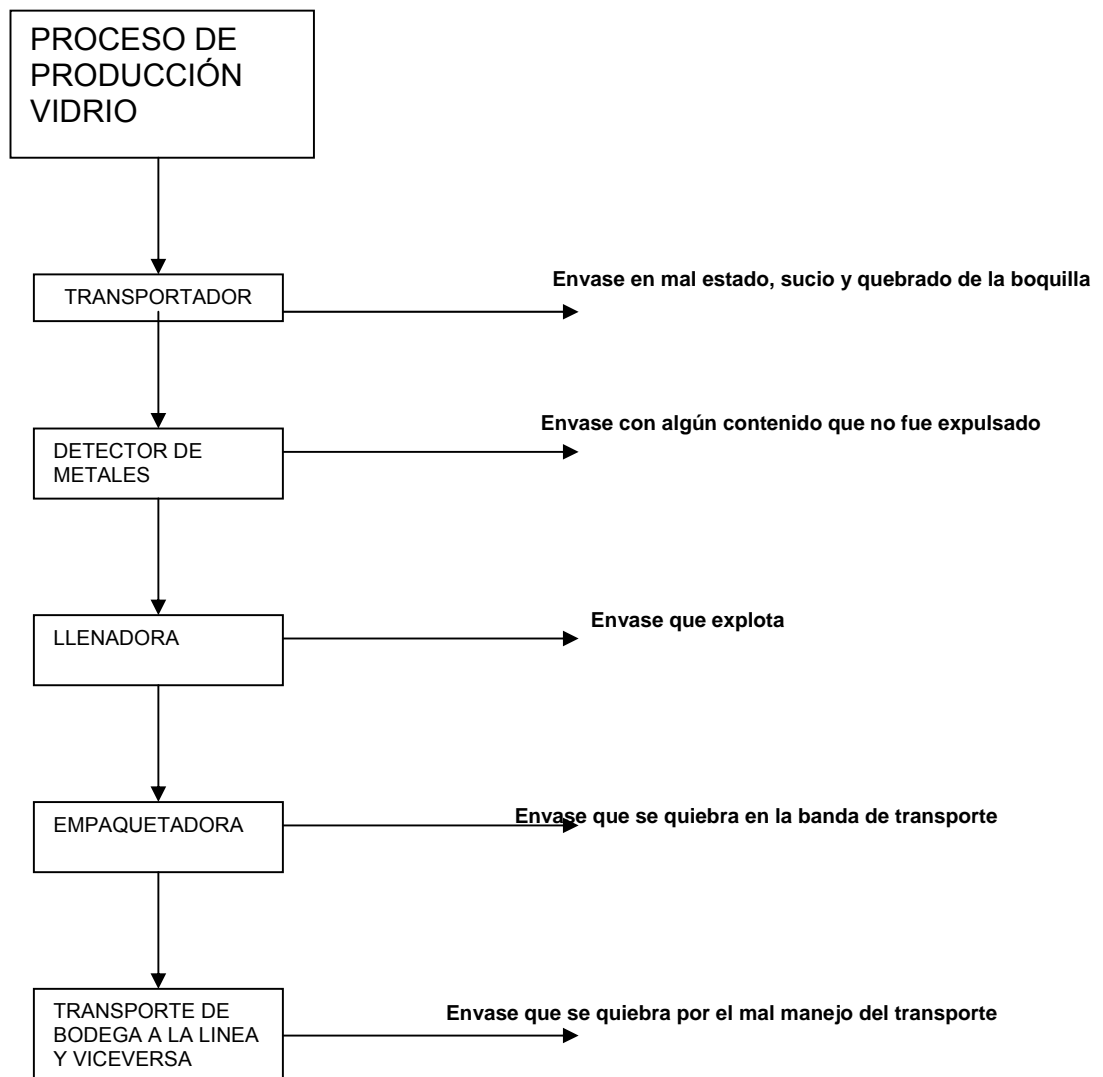 PROCESO DE
PRODUCCIÓN
VIDRIO
TRANSPORTADOR
Envase en mal estado, sucio y quebrado de la boquilla
DETECTOR DE
METALES
Envase con algún contenido que no fue expulsado
LLENADORA
Envase que explota
EMPAQUETADORA
Envase que se quiebra en la banda de transporte
TRANSPORTE DE
BODEGA A LA LINEA
Y VICEVERSA
Envase que se quiebra por el mal manejo del transporte